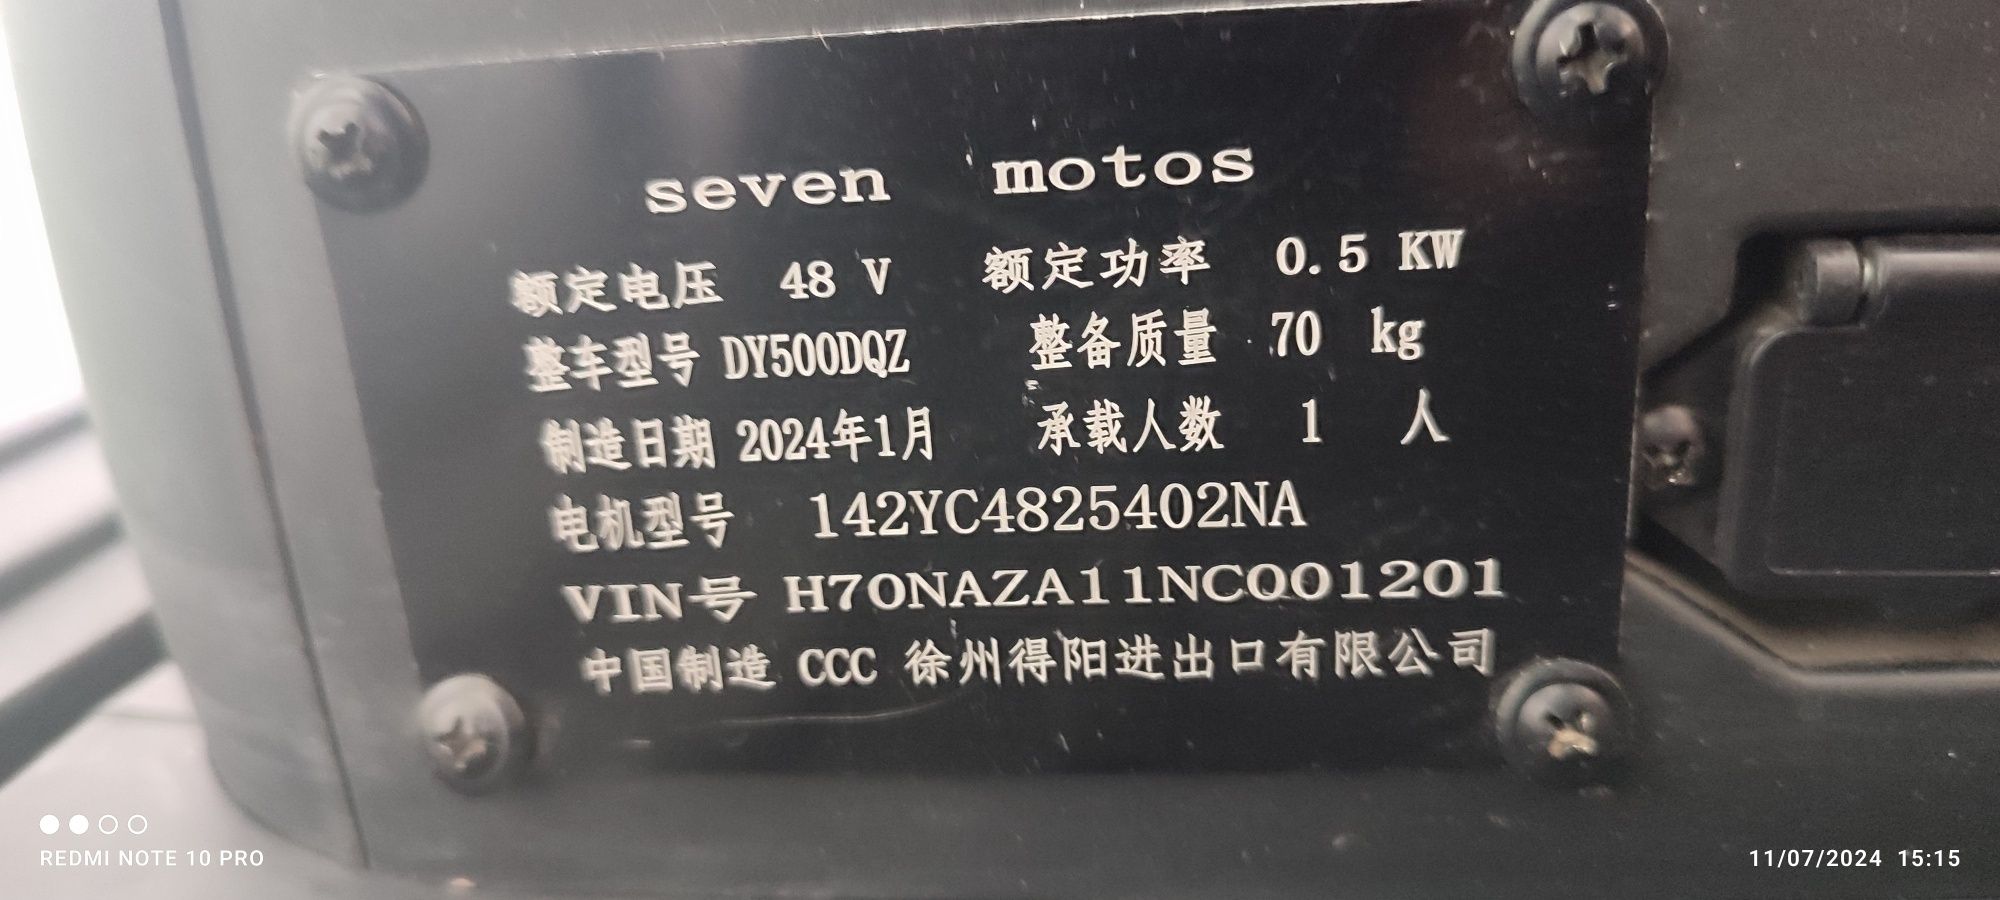 seven motos
额定电压 48 V 额定功率 0.5 KW
整车型号 DY500DQZ 整备质量 70 kg
制造日期 2024年1月 承载人数 1 人
电机型号 142YC4825402NA
VIN号 H70NAZA11NC001201
中国制造 CCC 徐州得阳进出口有限公司
REDMI NOTE 10 PRO
11/07/2024 15:15